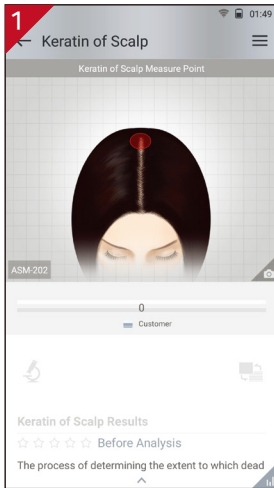 1
01:49
Keratin of Scalp
Keratin of Scalp Measure Point
ASM-202
0
Customer
Keratin of Scalp Results
Before Analysis
The process of determining the extent to which dead